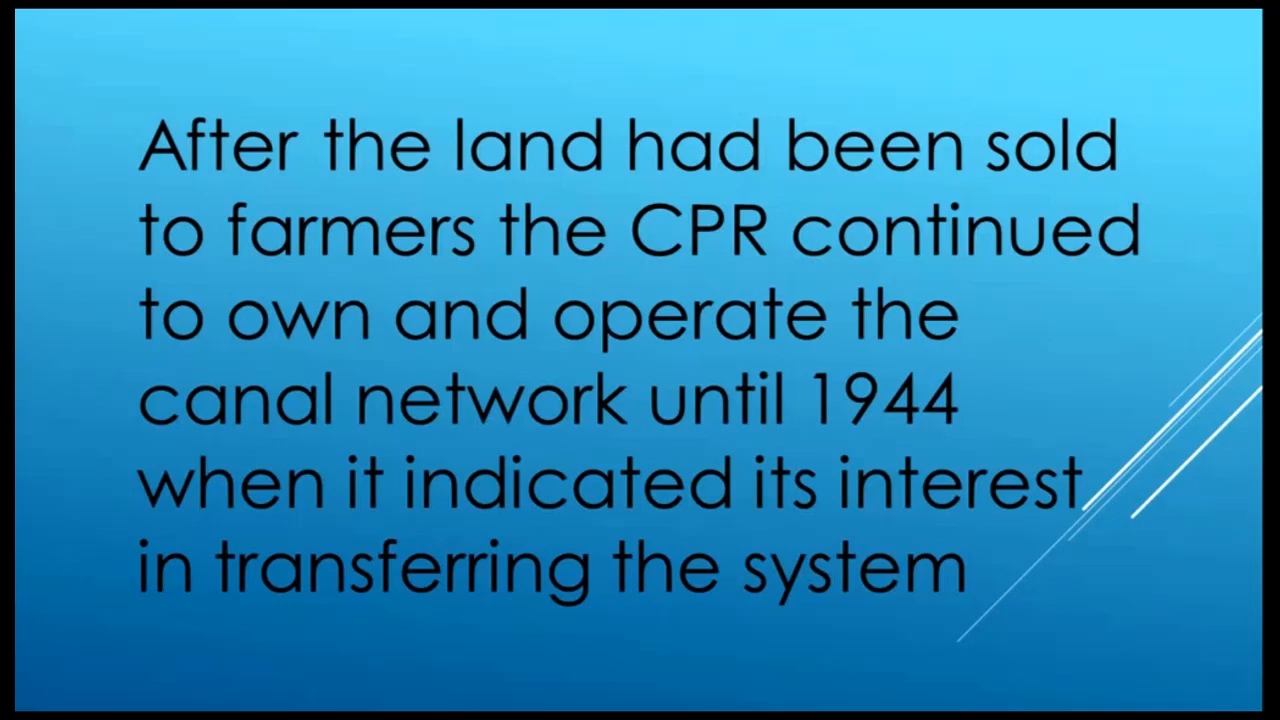 After the land had been sold
to farmers the CPR continued
to own and operate the
canal network until 1944
when it indicated its interest
in transferring the system